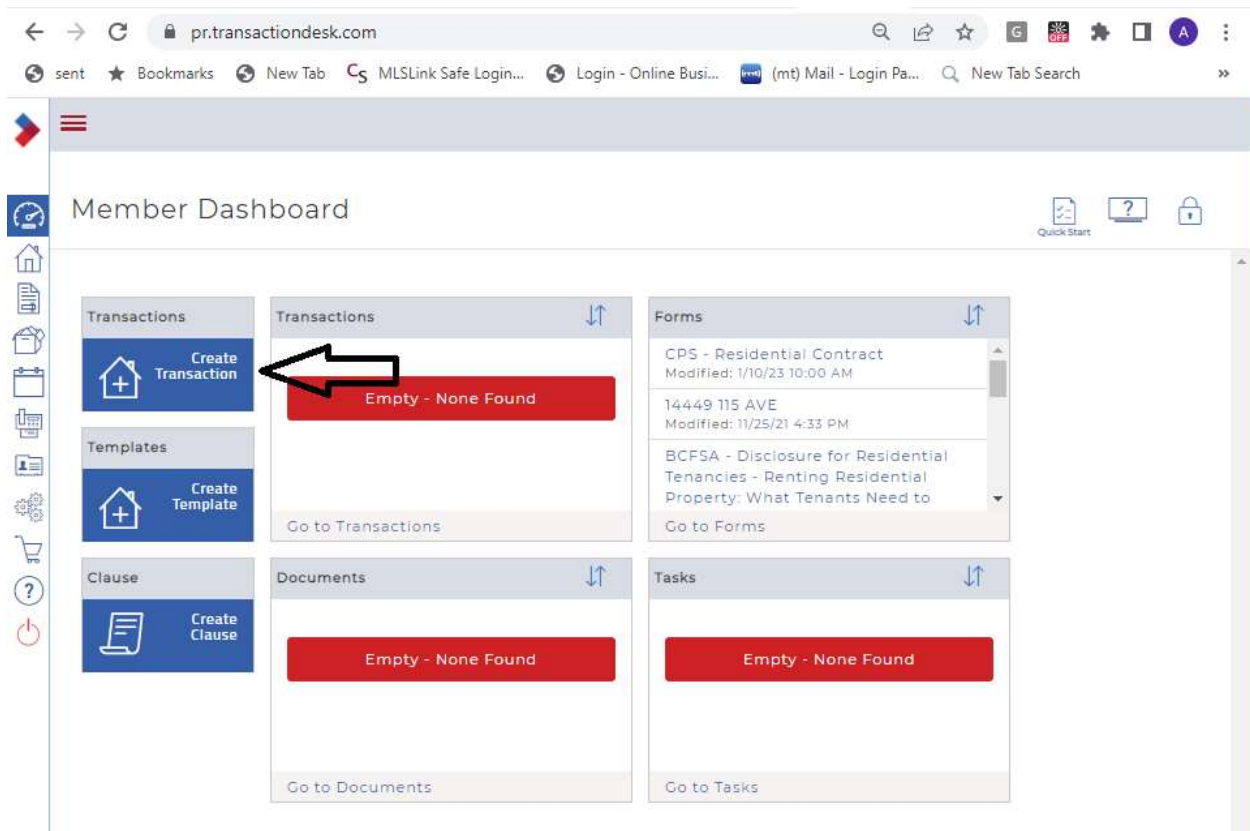 pr.transactiondesk.com
G
OFF
A
sent
Bookmarks
New Tab
CS MLSLink Safe Login...
Login - Online Busi...
(mt) Mail - Login Pa...
New Tab Search
»
Member Dashboard
?
Quick Start
Transactions
Create
Transaction
Transactions
Empty - None Found
Go to Transactions
Forms
CPS - Residential Contract
Modified: 1/10/23 10:00 AM
14449 115 AVE
Modified: 11/25/21 4:33 PM
BCFSA - Disclosure for Residential
Tenancies - Renting Residential
Property: What Tenants Need to
Go to Forms
Templates
Create
Template
Clause
Create
Clause
Documents
Empty - None Found
Go to Documents
Tasks
Empty - None Found
Go to Tasks
?